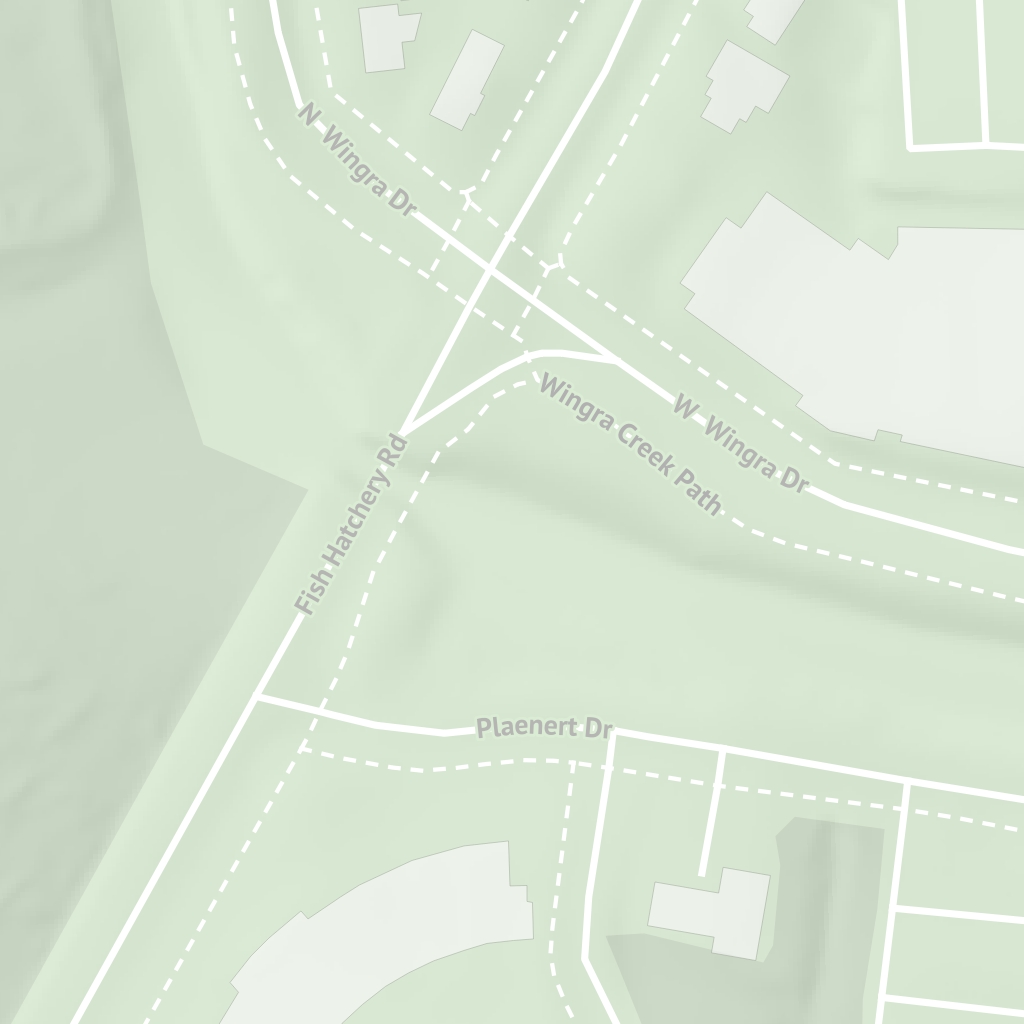 N Wingra Dr
Wingra Creek Path
W Wingra Dr
Fish Hatchery Rd
Plaenert Dr